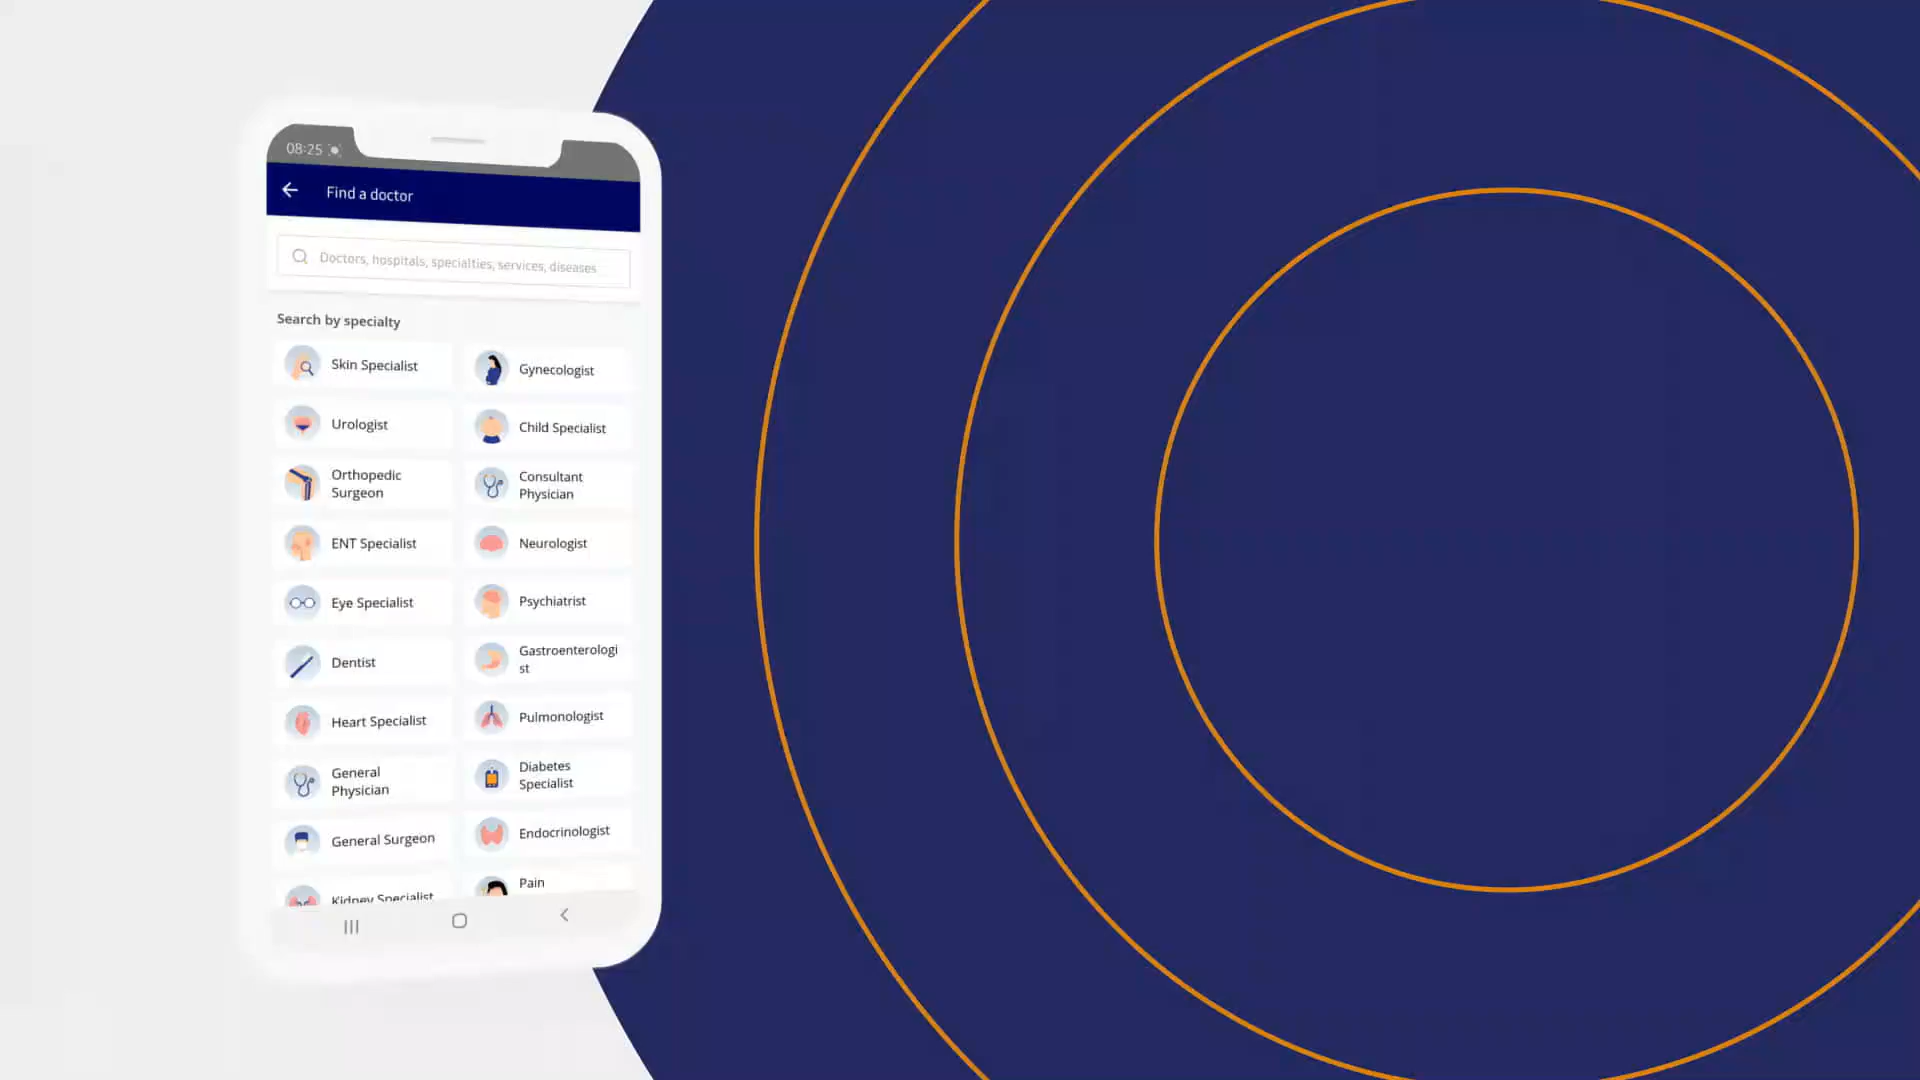 08:25
Find a doctor
Doctors, hospitals, specialties, services, diseases
Search by specialty
Skin Specialist
Gynecologist
Urologist
Child Specialist
Orthopedic
Surgeon
Consultant
Physician
ENT Specialist
Neurologist
Eye Specialist
Psychiatrist
Dentist
Gastroenterologi
st
Heart Specialist
Pulmonologist
General
Physician
Diabetes
Specialist
General Surgeon
Endocrinologist
Kidney Specialist
Pain